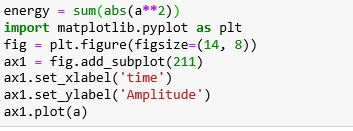 energy = sum(abs(a**2))
import matplotlib.pyplot as plt
fig = plt.figure(figsize=(14, 8))
ax1 = fig.add_subplot(211)
ax1.set_xlabel('time')
ax1.set_ylabel('Amplitude')
ax1.plot(a)